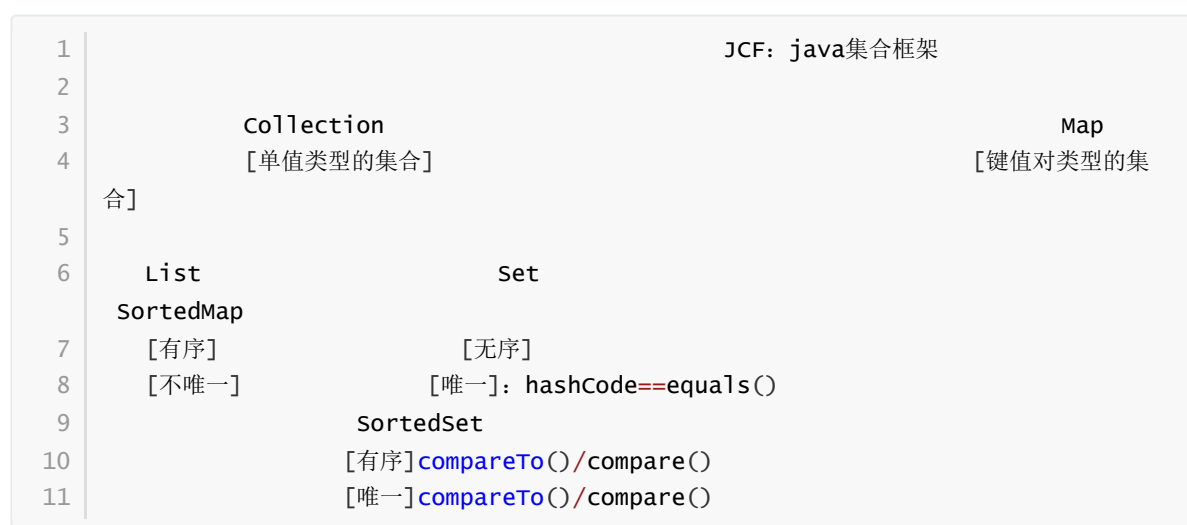 1 JCF：java集合框架
2
3 Collection Map
4 [单值类型的集合] [键值对类型的集
合]
5
6 List Set
SortedMap
7 [有序] [无序]
8 [不唯一] [唯一]：hashCode==equals()
9 SortedSet
10 [有序]compareTo()/compare()
11 [唯一]compareTo()/compare()